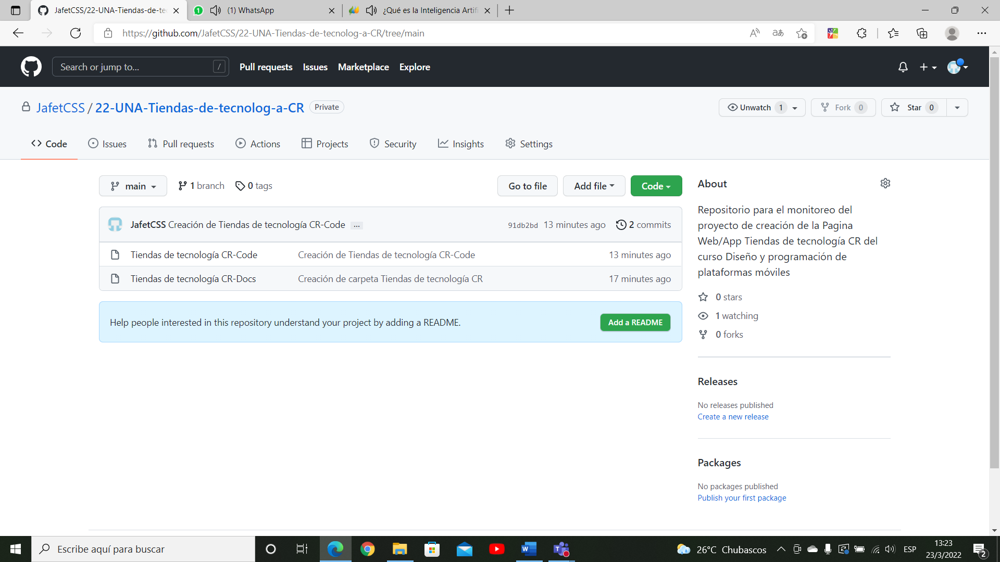 JafetCSS/22-UNA-Tiendas-de-te
1
(1) WhatsApp
¿Qué es la Inteligencia Artifi
https://github.com/JafetCSS/22-UNA-Tiendas-de-tecnolog-a-CR/tree/main
Search or jump to...
/
Pull requests
Issues
Marketplace
Explore
JafetCSS / 22-UNA-Tiendas-de-tecnolog-a-CR
Private
Unwatch 1
Fork 0
Star 0
Code
Issues
Pull requests
Actions
Projects
Security
Insights
Settings
main
1 branch
0 tags
Go to file
Add file
Code
JafetCSS Creación de Tiendas de tecnología CR-Code ...
91db2bd 13 minutes ago
2 commits
Tiendas de tecnología CR-Code
Creación de Tiendas de tecnología CR-Code
13 minutes ago
Tiendas de tecnología CR-Docs
Creación de carpeta Tiendas de tecnología CR
17 minutes ago
Help people interested in this repository understand your project by adding a README.
Add a README
About
Repositorio para el monitoreo del
proyecto de creación de la Pagina
Web/App Tiendas de tecnología CR del
curso Diseño y programación de
plataformas móviles
0 stars
1 watching
0 forks
Releases
No releases published
Create a new release
Packages
No packages published
Publish your first package
Escribe aquí para buscar
26°C Chubascos
ESP
13:23
23/3/2022
2